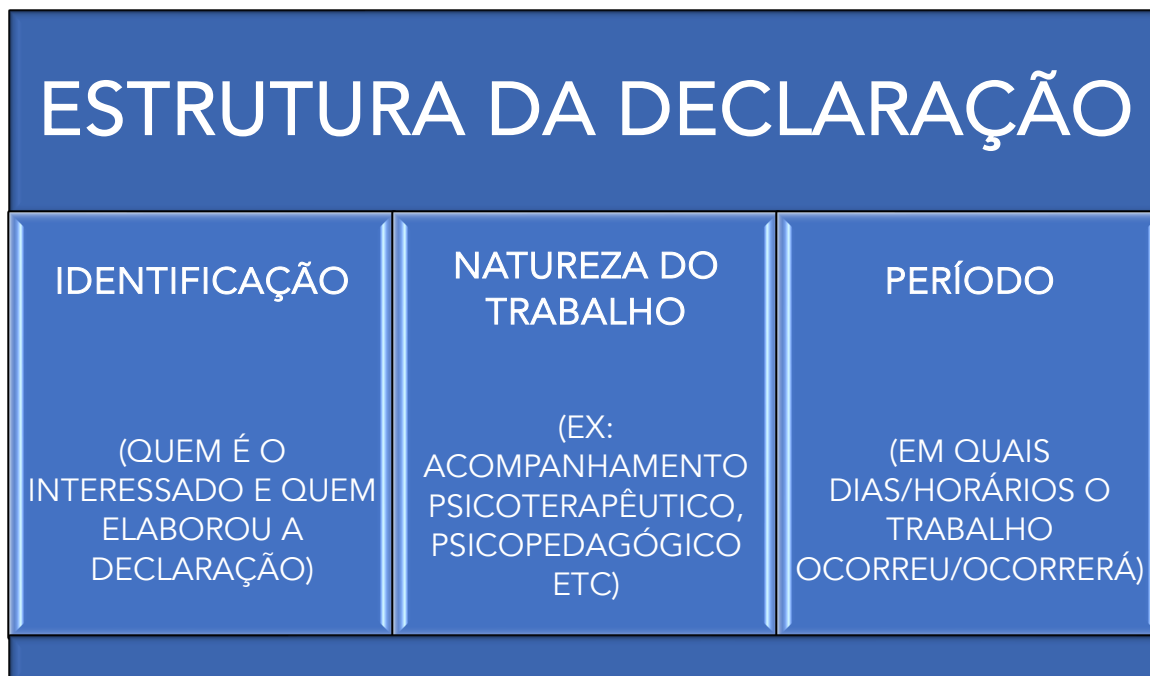 ESTRUTURA DA DECLARAÇÃO
IDENTIFICAÇÃO
(QUEM É O
INTERESSADO E QUEM
ELABOROU A
DECLARAÇÃO)
NATUREZA DO
TRABALHO
(EX:
ACOMPANHAMENTO
PSICOTERAPÊUTICO,
PSICOPEDAGÓGICO
ETC)
PERÍODO
(EM QUAIS
DIAS/HORÁRIOS O
TRABALHO
OCORREU/OCORRERÁ)